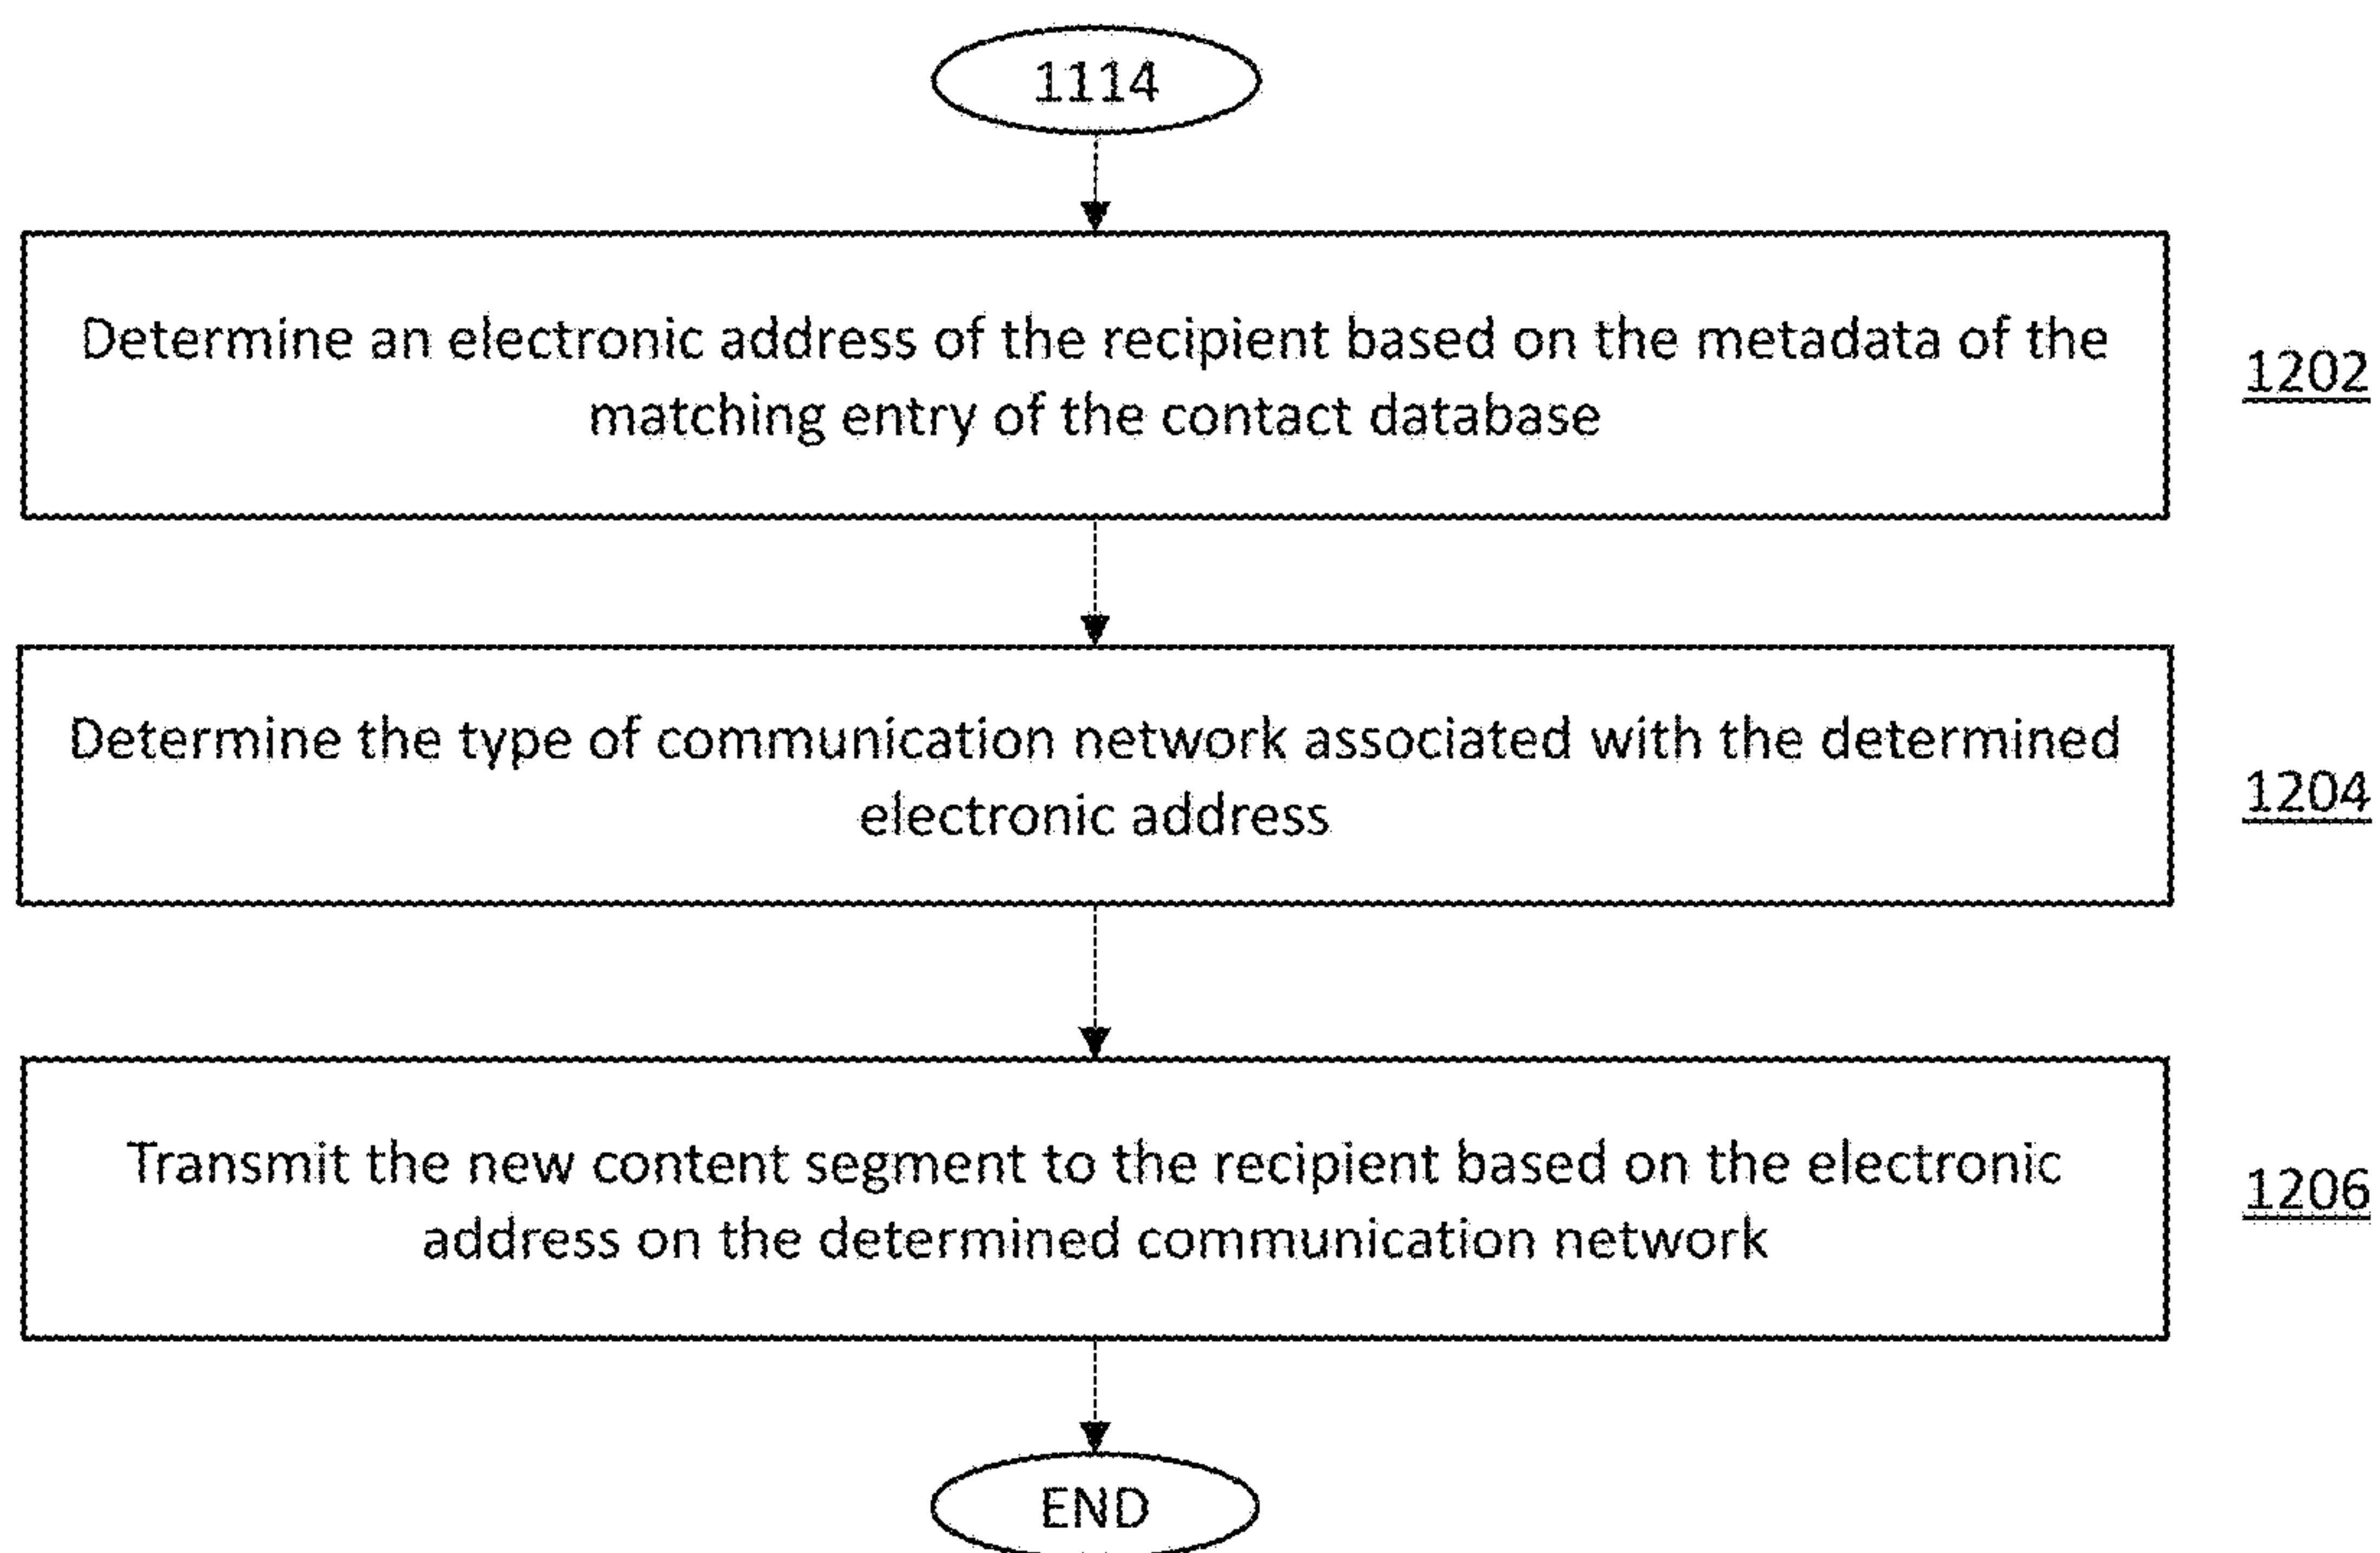 1114
Determine an electronic address of the recipient based on the metadata of the
matching entry of the contact database
1202
Determine the type of communication network associated with the determined
electronic address
1204
Transmit the new content segment to the recipient based on the electronic
address on the determined communication network
1206
END